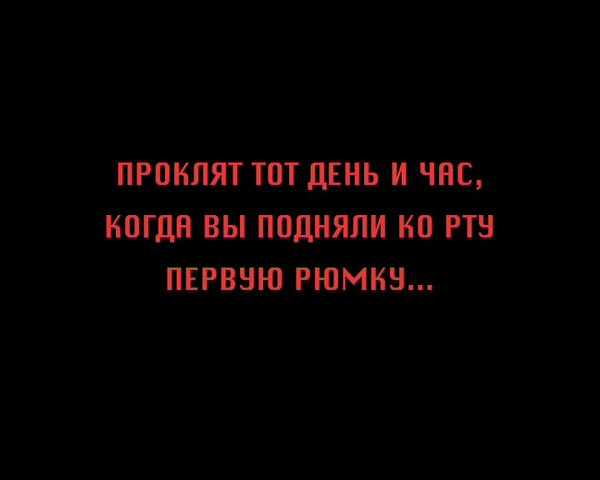 ПРОКЛЯТ ТОТ ДЕНЬ И ЧАС,
КОГДА ВЫ ПОДНЯЛИ КО РТУ
ПЕРВУЮ РЮМКУ...